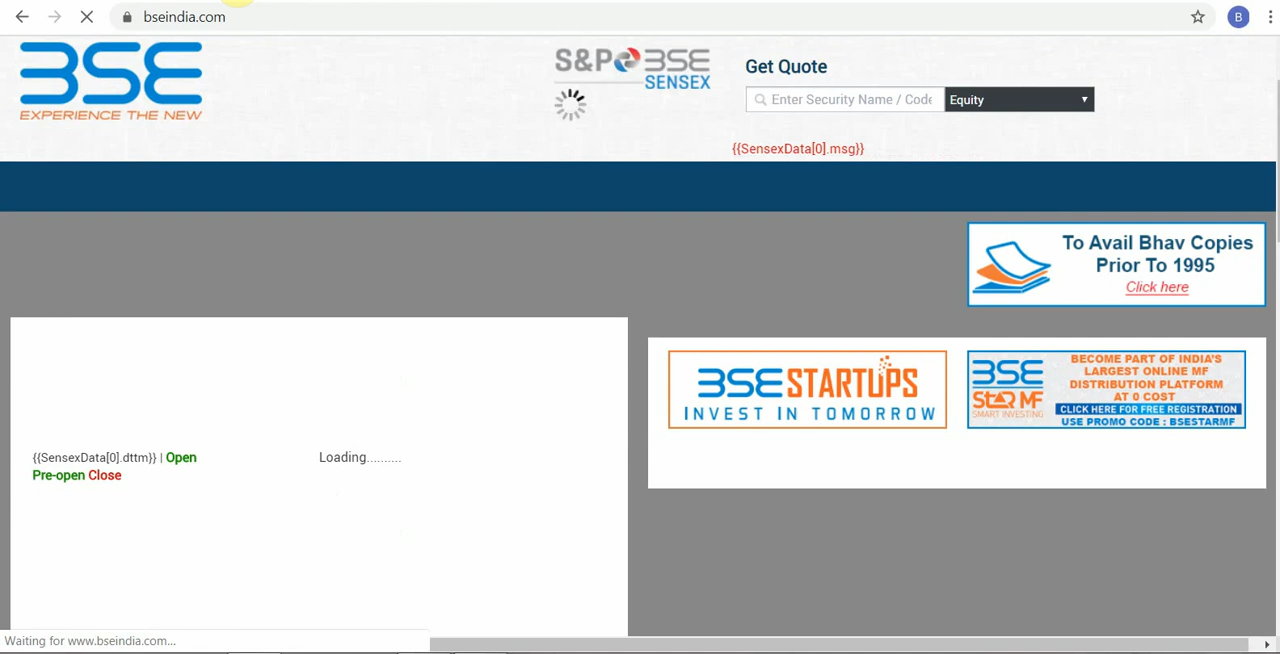 bseindia.com
B
BSE
EXPERIENCE THE NEW
S&P BSE
SENSEX
Get Quote
Enter Security Name / Code
Equity
{{SensexData[0].msg}}
To Avail Bhav Copies
Prior To 1995
Click here
BSE STARTUPS
INVEST IN TOMORROW
BSE
STAR MF
SMART INVESTING
BECOME PART OF INDIA'S
LARGEST ONLINE MF
DISTRIBUTION PLATFORM
AT 0 COST
CLICK HERE FOR FREE REGISTRATION
USE PROMO CODE : BSESTARMF
{{SensexData[0].dttm}} | Open
Pre-open Close
Loading..........
Waiting for www.bseindia.com...